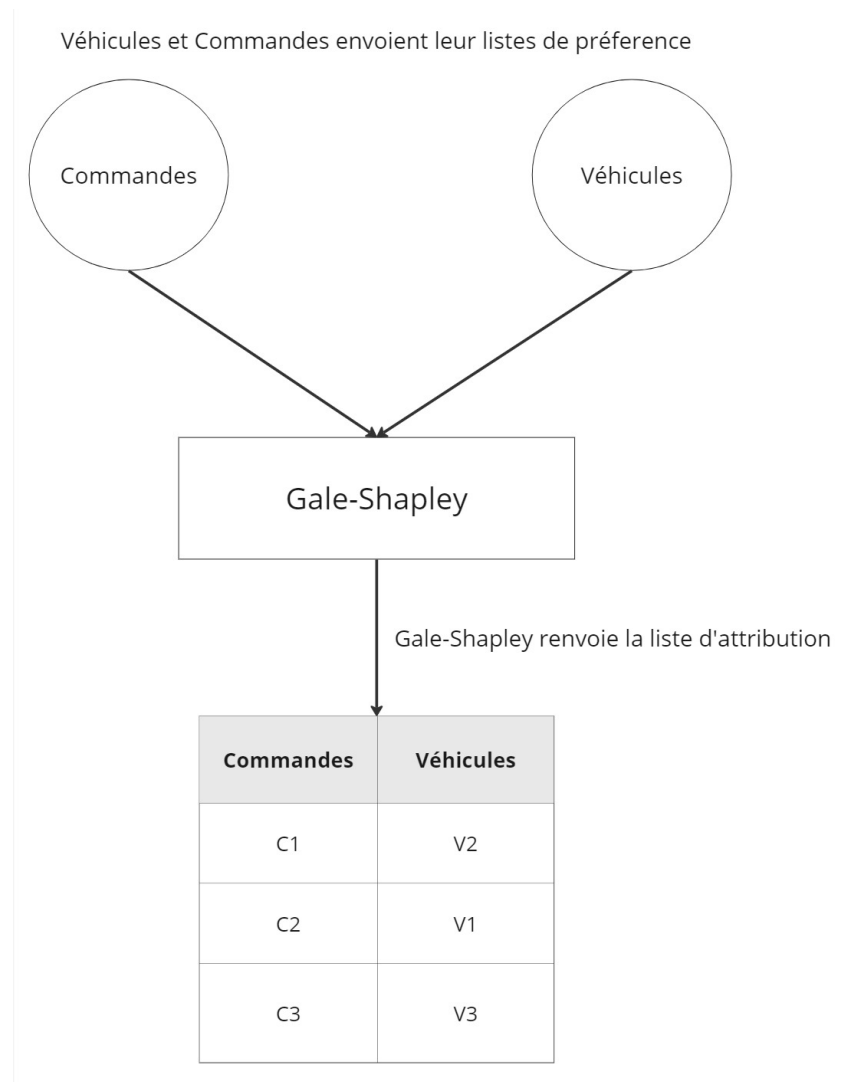 Véhicules et Commandes envoient leur listes de préference
Commandes
Véhicules
Gale-Shapley
Gale-Shapley renvoie la liste d'attribution
Commandes
Véhicules
C1
V2
C2
V1
C3
V3